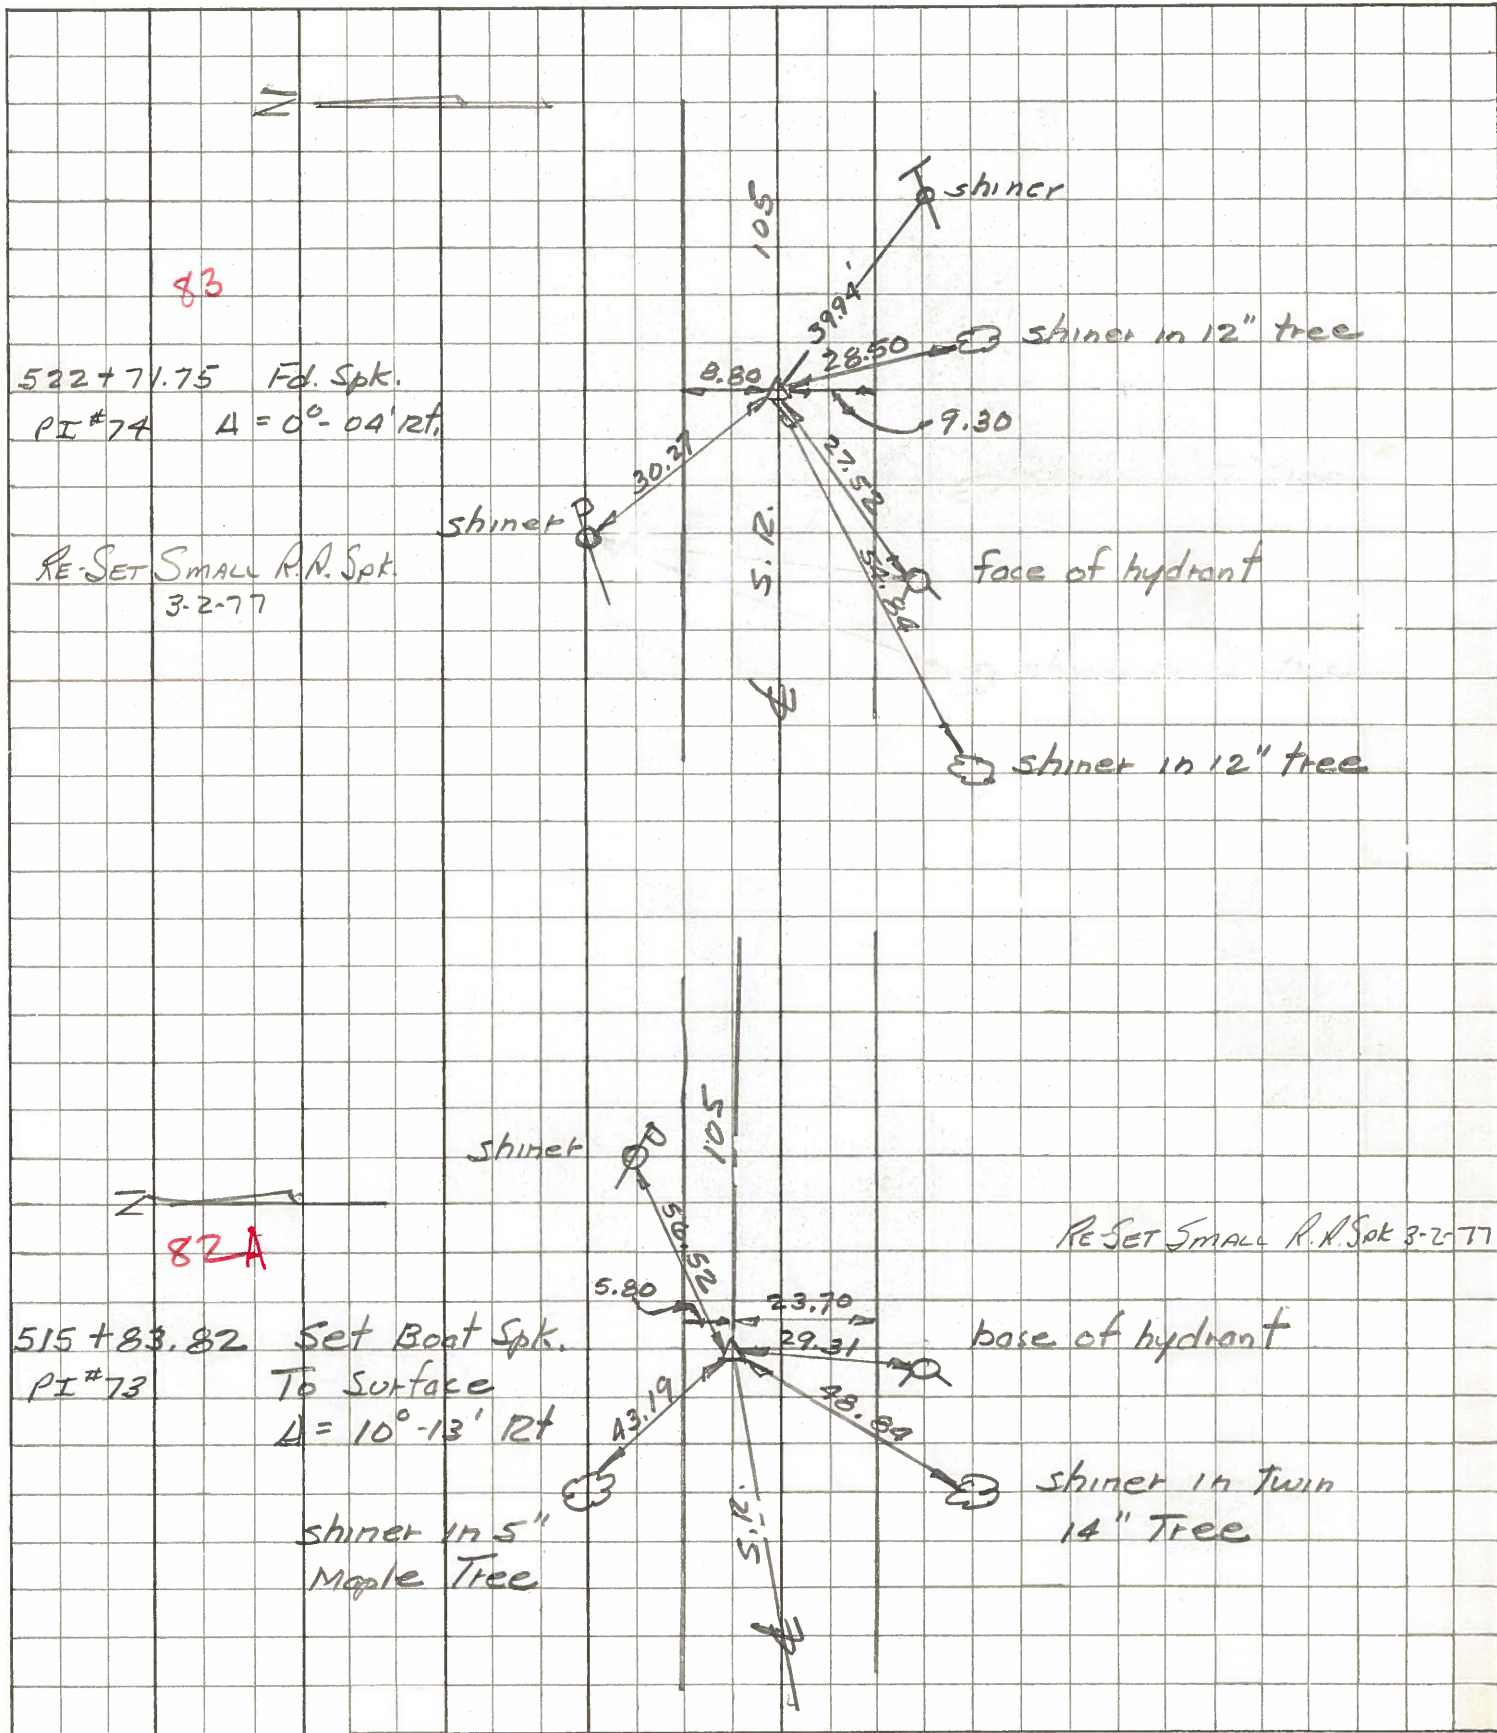 N
105
shiner
83
39.94'
shiner in 12" tree
28.50
8.80
522+71.75 Fd. Spk.
PI #74 Δ = 0°-04' Rt.
9.30
27.52
30.27
shiner
S.R.
54.84
face of hydrant
RE-SET SMALL R.R. Spk.
3-2-77
℄
shiner in 12" tree
105
shiner
N
56.52
RE-SET SMALL R.R. Spk 3-2-77
82A
5.80
23.70
515+83.82 Set Boat Spk.
base of hydrant
29.31
PI #73 To Surface
Δ = 10°-13' Rt
43.19
48.84
shiner in Twin
14" Tree
S.R.
shiner in 5"
Maple Tree
℄